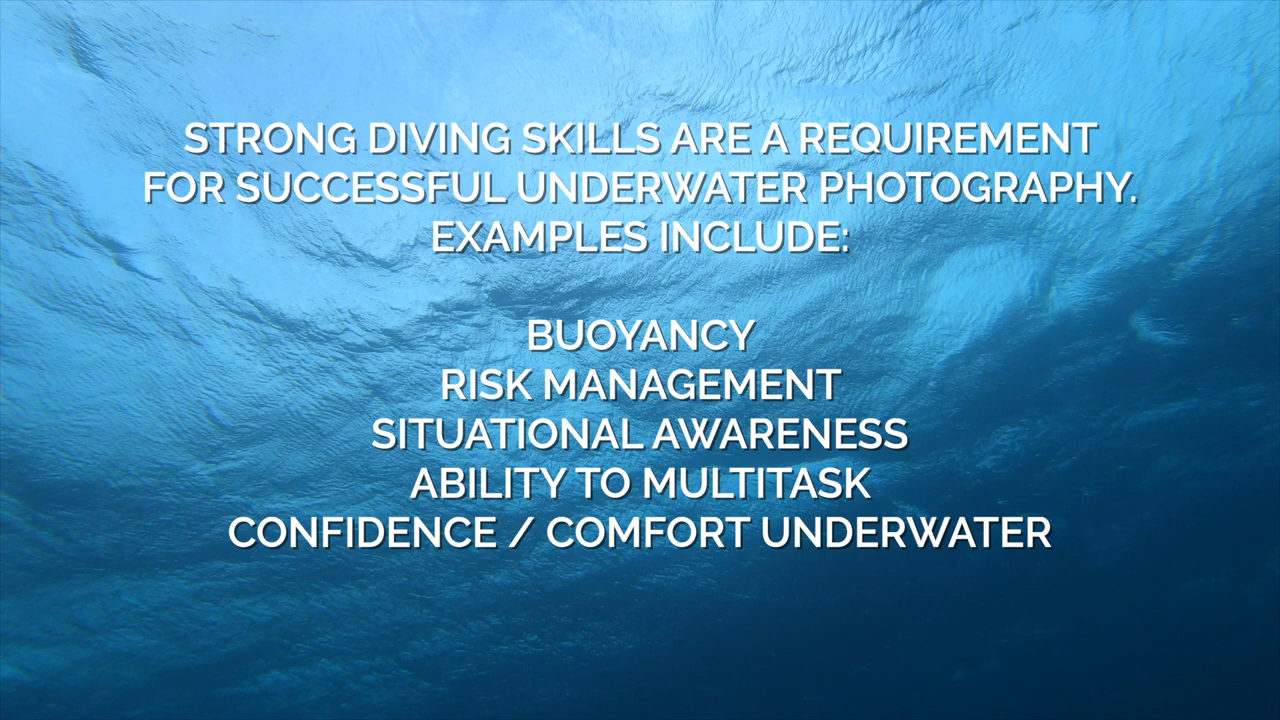 STRONG DIVING SKILLS ARE A REQUIREMENT
FOR SUCCESSFUL UNDERWATER PHOTOGRAPHY.
EXAMPLES INCLUDE:
BUOYANCY
RISK MANAGEMENT
SITUATIONAL AWARENESS
ABILITY TO MULTITASK
CONFIDENCE / COMFORT UNDERWATER